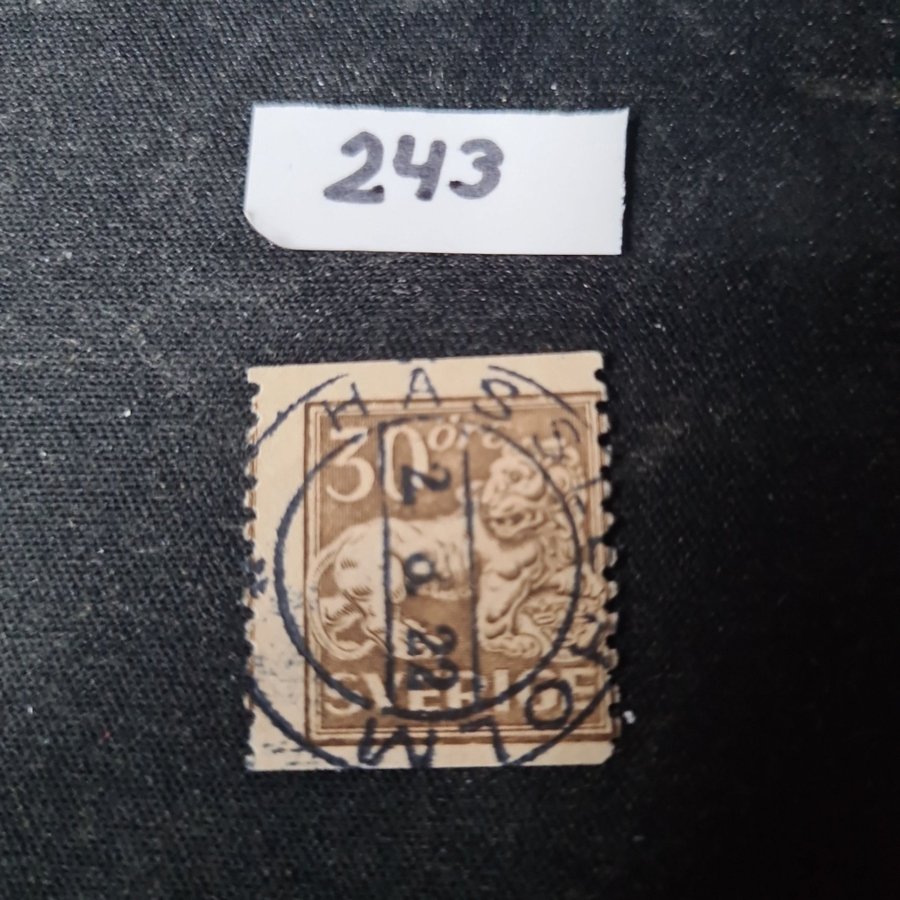 243
HASSLEHOLM
30 öre
2 8 22
SVERIGE